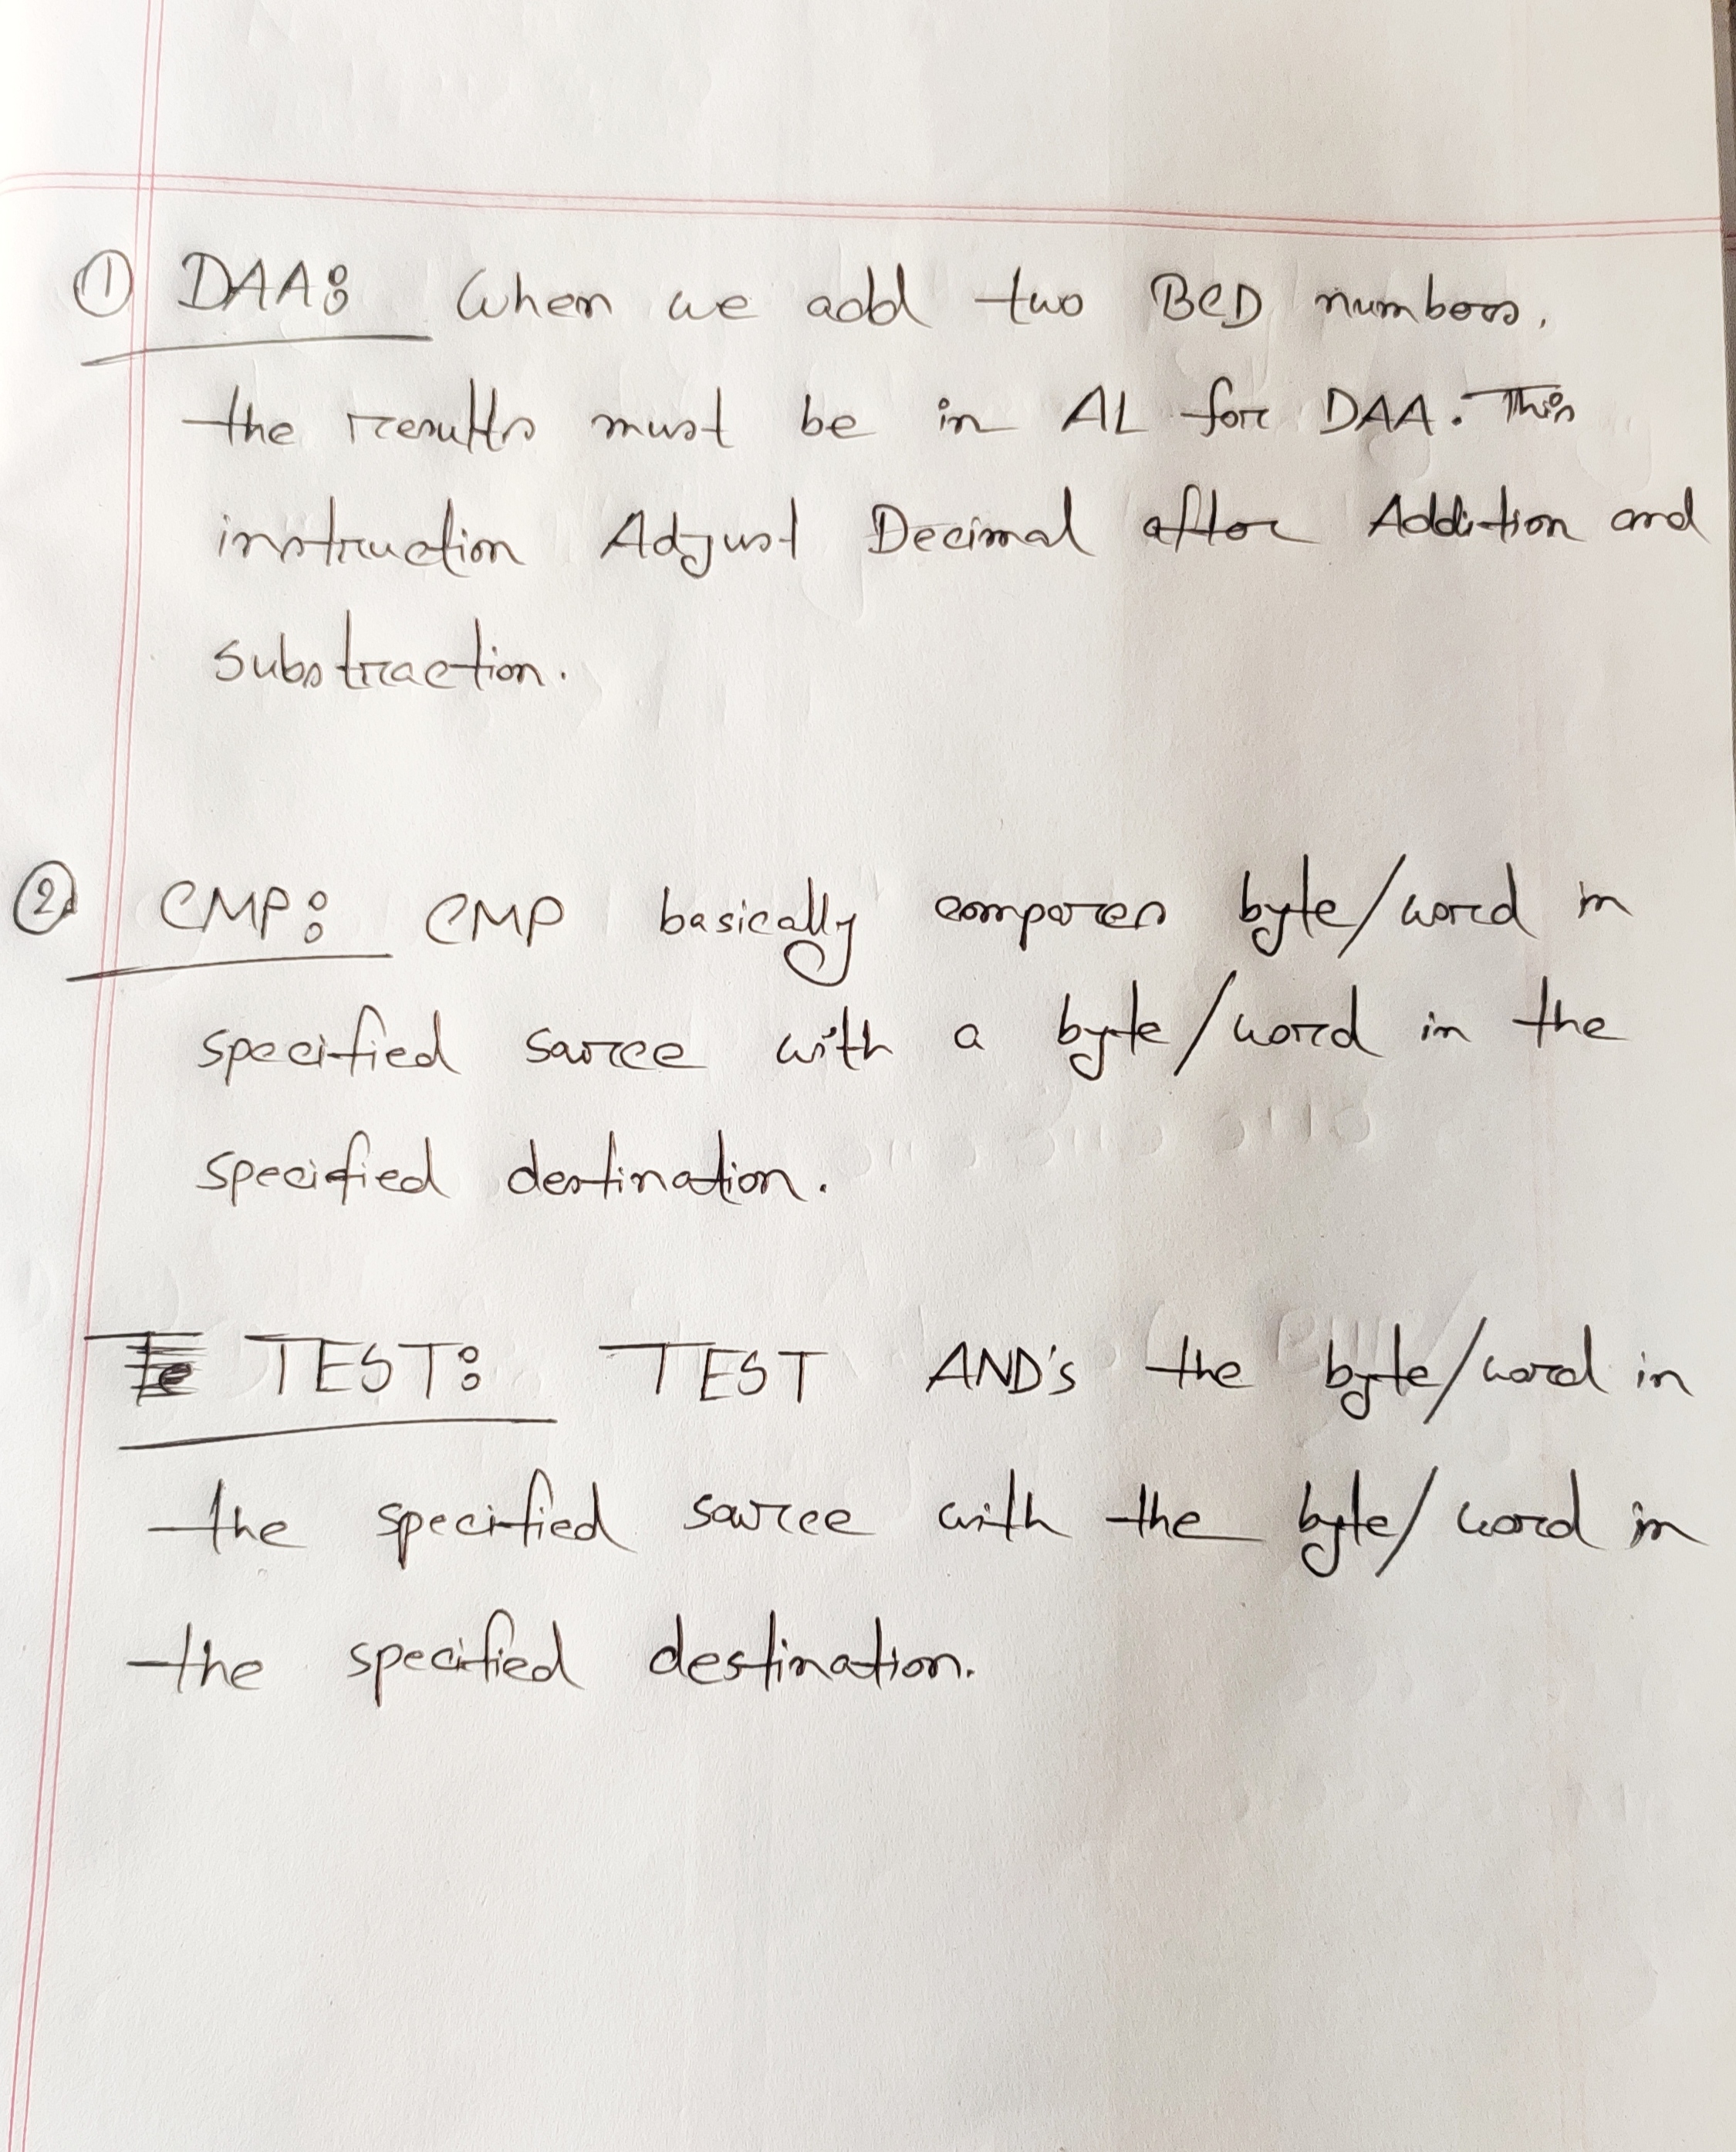 ① DAA: When we add two BCD numbers,
the results must be in AL for DAA. This
instruction Adjust Decimal after Addition and
substraction.
② CMP: CMP basically compares byte/word in
specified source with a byte/word in the
specified destination.
TEST: TEST AND's the byte/word in
the specified source with the byte/word in
the specified destination.